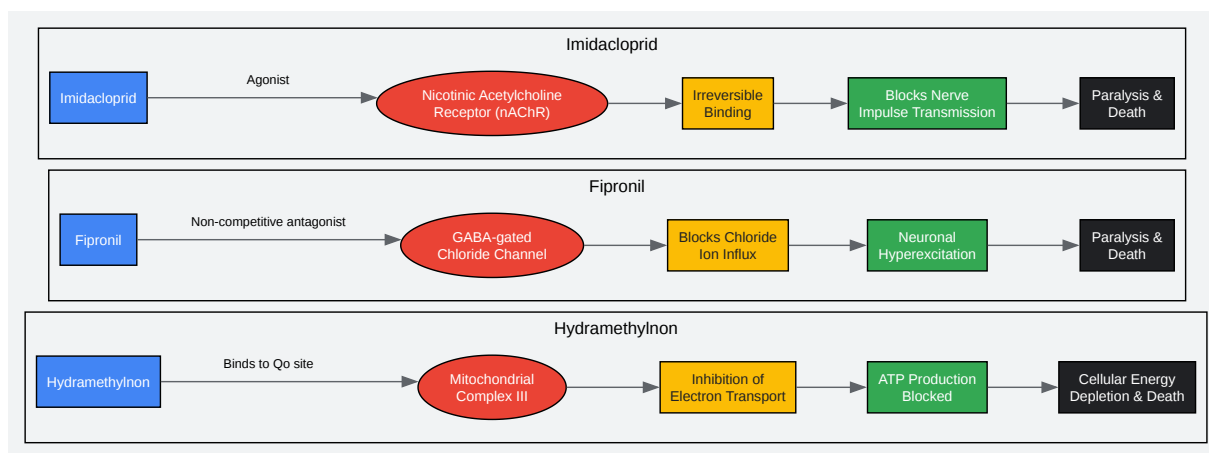 Imidacloprid
Imidacloprid
Agonist
Nicotinic Acetylcholine
Receptor (nAChR)
Irreversible
Binding
Blocks Nerve
Impulse Transmission
Paralysis &
Death
Fipronil
Fipronil
Non-competitive antagonist
GABA-gated
Chloride Channel
Blocks Chloride
Ion Influx
Neuronal
Hyperexcitation
Paralysis &
Death
Hydramethylnon
Hydramethylnon
Binds to Qo site
Mitochondrial
Complex III
Inhibition of
Electron Transport
ATP Production
Blocked
Cellular Energy
Depletion & Death